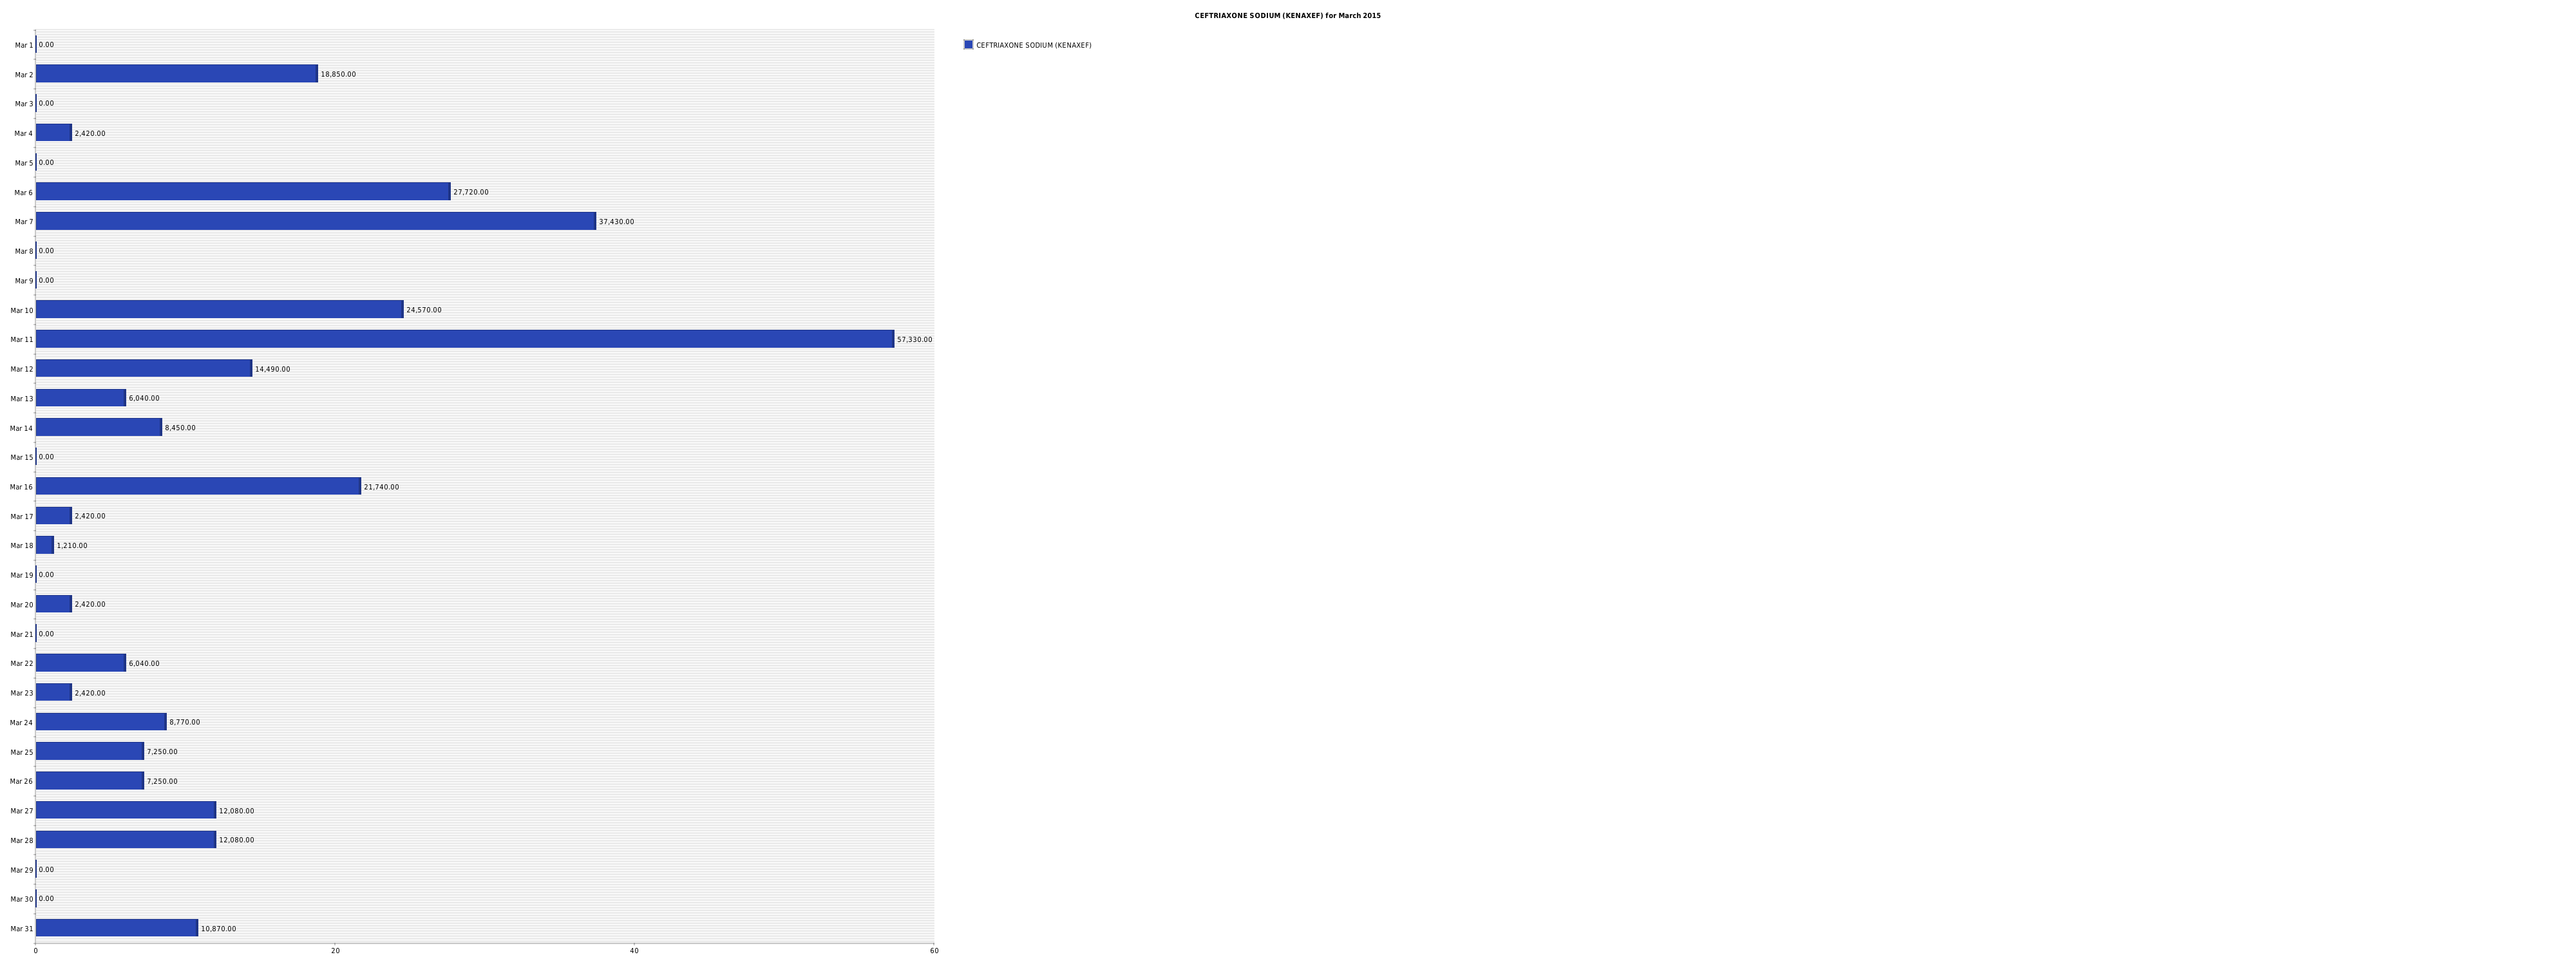 CEFTRIAXONE SODIUM (KENAXEF) for March 2015
CEFTRIAXONE SODIUM (KENAXEF)
Mar 1 0.00
Mar 2 18,850.00
Mar 3 0.00
Mar 4 2,420.00
Mar 5 0.00
Mar 6 27,720.00
Mar 7 37,430.00
Mar 8 0.00
Mar 9 0.00
Mar 10 24,570.00
Mar 11 57,330.00
Mar 12 14,490.00
Mar 13 6,040.00
Mar 14 8,450.00
Mar 15 0.00
Mar 16 21,740.00
Mar 17 2,420.00
Mar 18 1,210.00
Mar 19 0.00
Mar 20 2,420.00
Mar 21 0.00
Mar 22 6,040.00
Mar 23 2,420.00
Mar 24 8,770.00
Mar 25 7,250.00
Mar 26 7,250.00
Mar 27 12,080.00
Mar 28 12,080.00
Mar 29 0.00
Mar 30 0.00
Mar 31 10,870.00
0 20 40 60